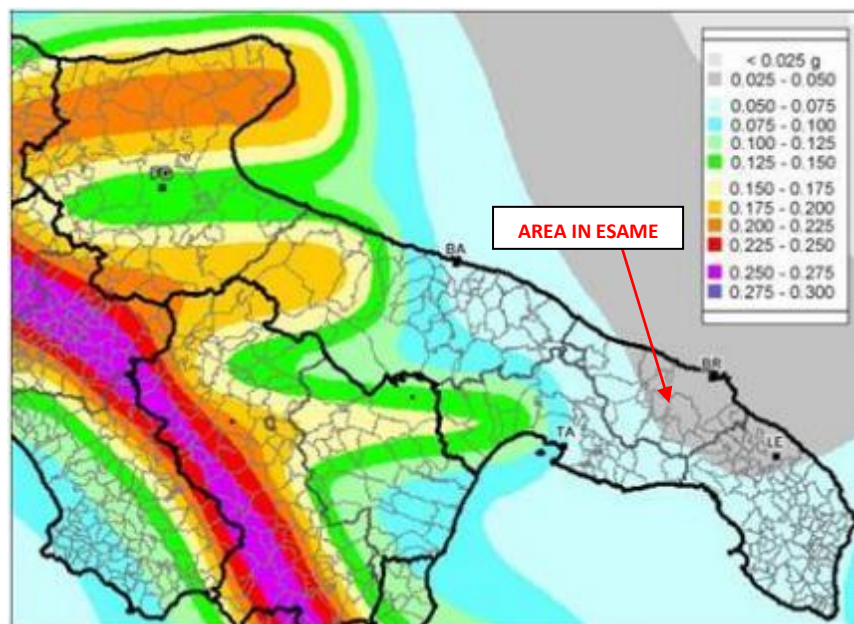 < 0.025 g
0.025 - 0.050
0.050 - 0.075
0.075 - 0.100
0.100 - 0.125
0.125 - 0.150
0.150 - 0.175
0.175 - 0.200
0.200 - 0.225
0.225 - 0.250
0.250 - 0.275
0.275 - 0.300
FG
AREA IN ESAME
BA
BR
TA
LE